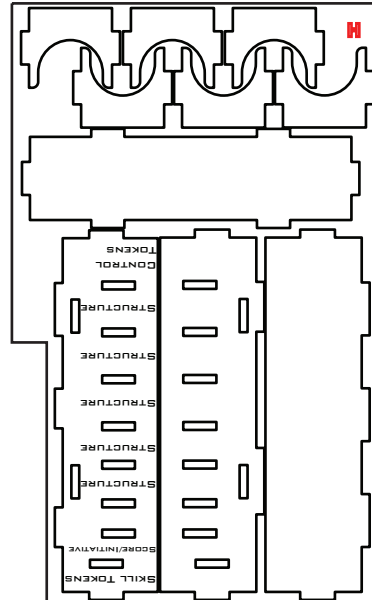 Skill Tokens
Score/Initiative
Structure
Structure
Structure
Structure
Structure
Control
Tokens
H